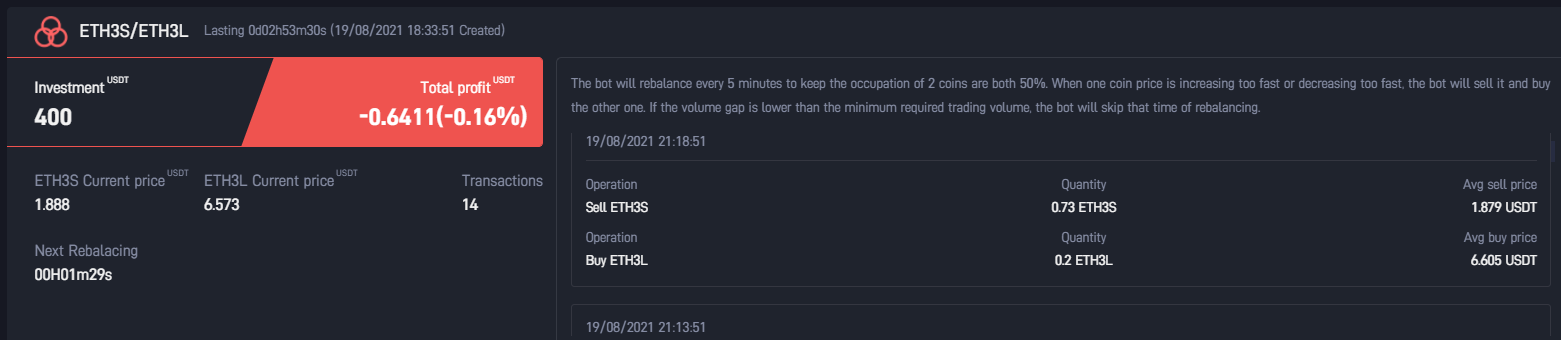 ETH3S/ETH3L Lasting 0d02h53m30s (19/08/2021 18:33:51 Created)
Investment USDT
400
Total profit USDT
-0.6411(-0.16%)
ETH3S Current price USDT
1.888
ETH3L Current price USDT
6.573
Transactions
14
Next Rebalacing
00H01m29s
The bot will rebalance every 5 minutes to keep the occupation of 2 coins are both 50%. When one coin price is increasing too fast or decreasing too fast, the bot will sell it and buy
the other one. If the volume gap is lower than the minimum required trading volume, the bot will skip that time of rebalancing.
19/08/2021 21:18:51
Operation Quantity Avg sell price
Sell ETH3S 0.73 ETH3S 1.879 USDT
Operation Quantity Avg buy price
Buy ETH3L 0.2 ETH3L 6.605 USDT
19/08/2021 21:13:51